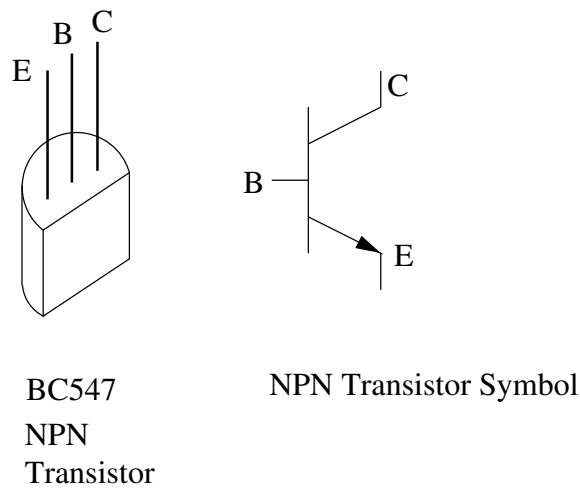 C
B
E
C
B
E
BC547
NPN
Transistor
NPN Transistor Symbol